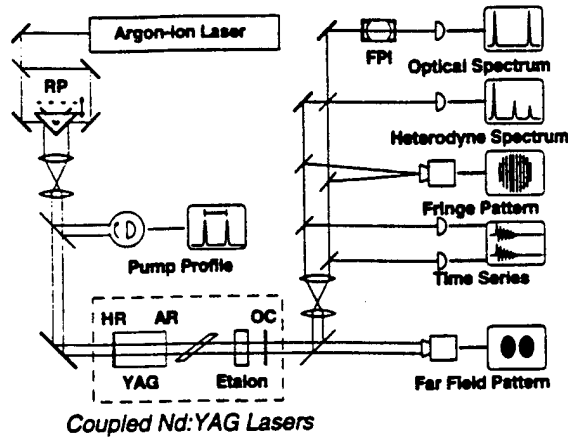 Argon-ion Laser
RP
FPI
Optical Spectrum
Heterodyne Spectrum
Fringe Pattern
Pump Profile
Time Series
HR AR OC
YAG Etalon
Far Field Pattern
Coupled Nd:YAG Lasers